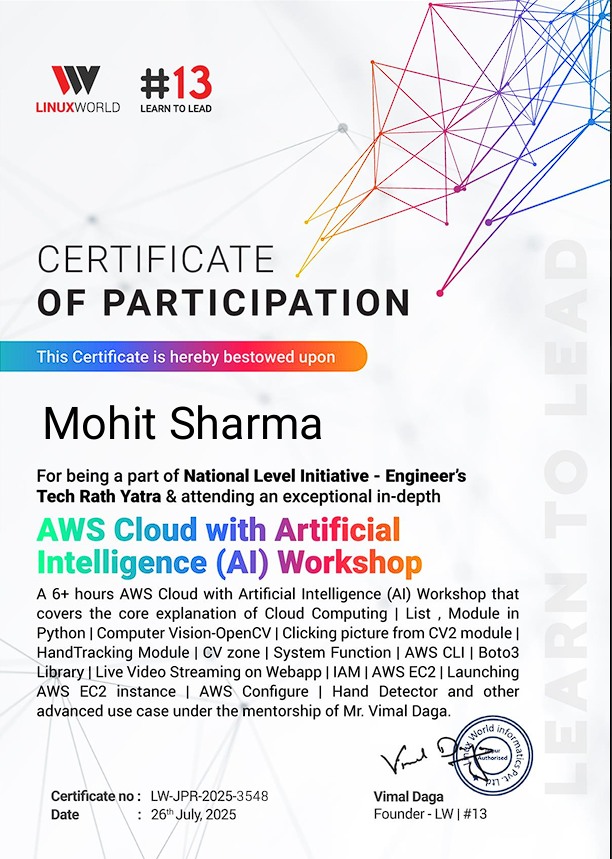 LINUXWORLD
#13
LEARN TO LEAD
CERTIFICATE
OF PARTICIPATION
This Certificate is hereby bestowed upon
Mohit Sharma
For being a part of National Level Initiative - Engineer's
Tech Rath Yatra & attending an exceptional in-depth
AWS Cloud with Artificial
Intelligence (AI) Workshop
A 6+ hours AWS Cloud with Artificial Intelligence (AI) Workshop that
covers the core explanation of Cloud Computing | List , Module in
Python | Computer Vision-OpenCV | Clicking picture from CV2 module |
HandTracking Module | CV zone | System Function | AWS CLI | Boto3
Library | Live Video Streaming on Webapp | IAM | AWS EC2 | Launching
AWS EC2 instance | AWS Configure | Hand Detector and other
advanced use case under the mentorship of Mr. Vimal Daga.
Linux World informatics Pvt. Ltd
Authorised
Certificate no : LW-JPR-2025-3548
Date : 26th July, 2025
Vimal Daga
Founder - LW | #13
LEARN TO LEAD